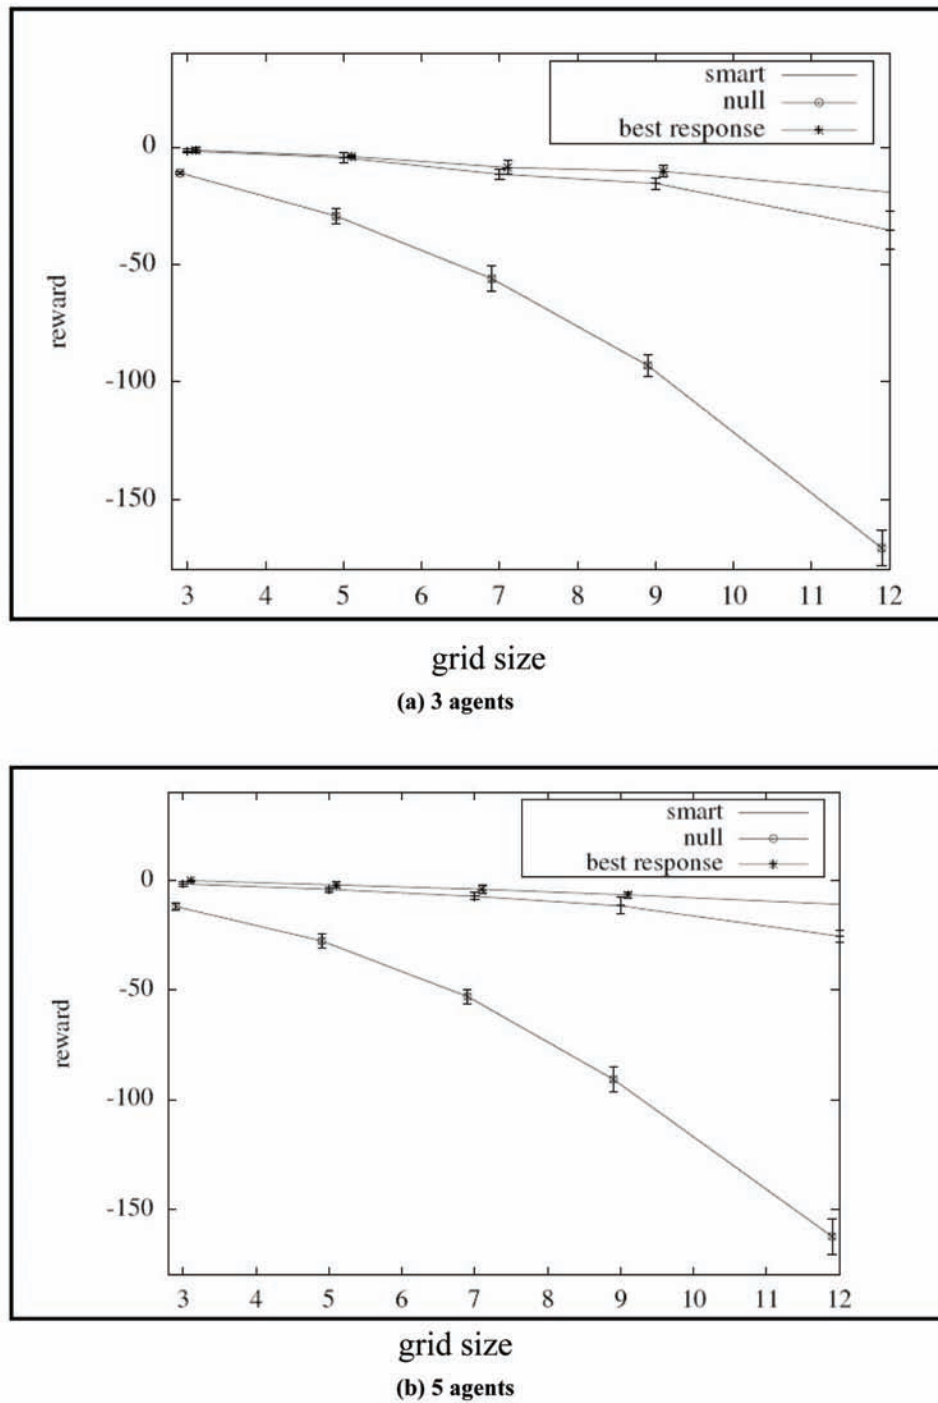 smart
null
best response
0
-50
-100
-150
reward
3 4 5 6 7 8 9 10 11 12
grid size
(a) 3 agents
smart
null
best response
0
-50
-100
-150
reward
3 4 5 6 7 8 9 10 11 12
grid size
(b) 5 agents